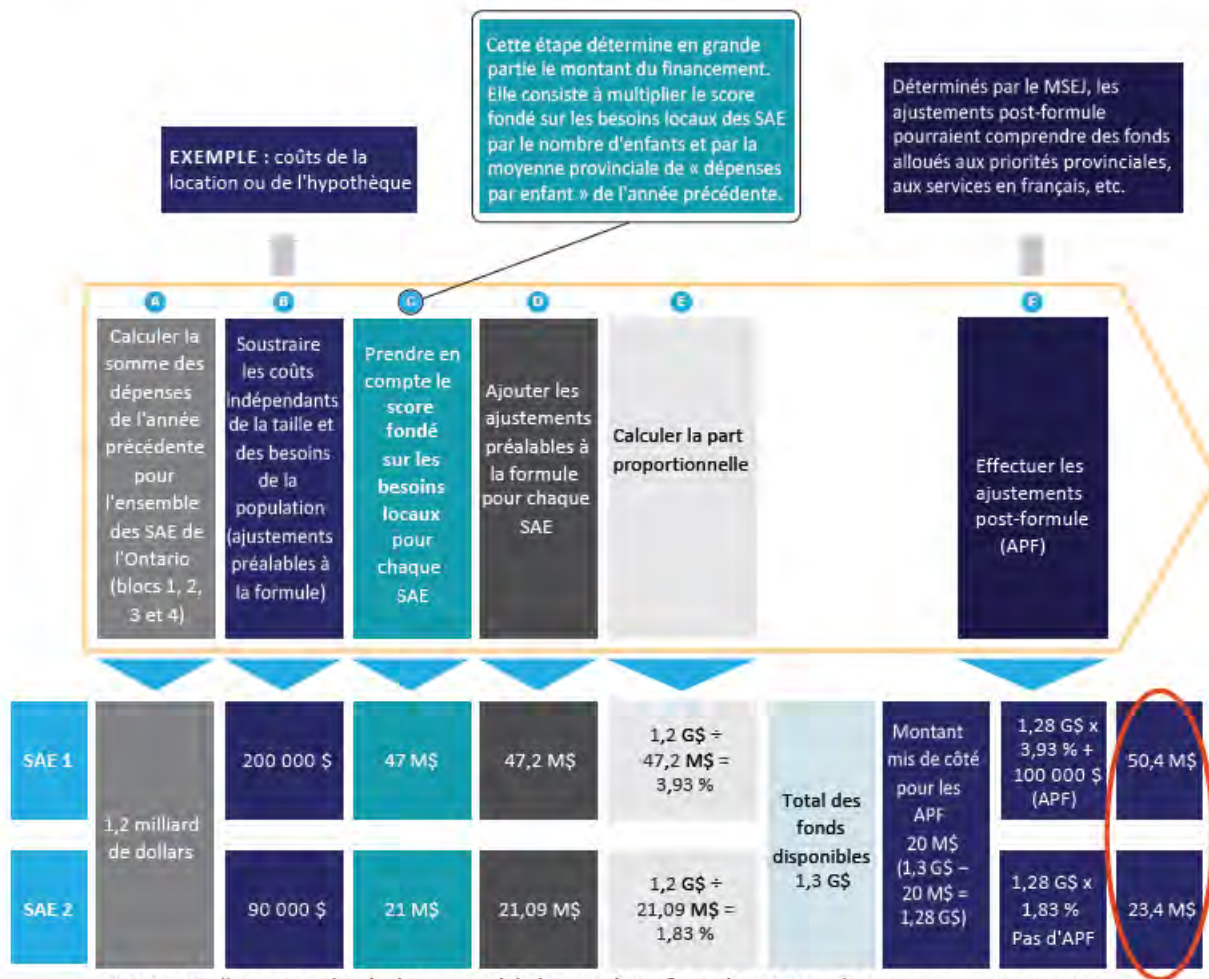 Cette étape détermine en grande
partie le montant du financement.
Elle consiste à multiplier le score
fondé sur les besoins locaux des SAE
par le nombre d'enfants et par la
moyenne provinciale de « dépenses
par enfant » de l'année précédente.
Déterminés par le MSEJ, les
ajustements post-formule
pourraient comprendre des fonds
alloués aux priorités provinciales,
aux services en français, etc.
EXEMPLE : coûts de la
location ou de l'hypothèque
A
B
C
D
E
F
Calculer la
somme des
dépenses
de l'année
précédente
pour
l'ensemble
des SAE de
l'Ontario
(blocs 1, 2,
3 et 4)
Soustraire
les coûts
indépendants
de la taille et
des besoins
de la
population
(ajustements
préalables à
la formule)
Prendre en
compte le
score
fondé
sur les
besoins
locaux
pour
chaque
SAE
Ajouter les
ajustements
préalables à
la formule
pour chaque
SAE
Calculer la part
proportionnelle
Effectuer les
ajustements
post-formule
(APF)
SAE 1
1,2 milliard
de dollars
200 000 $
47 M$
47,2 M$
1,2 G$ ÷
47,2 M$ =
3,93 %
Total des
fonds
disponibles
1,3 G$
Montant
mis de côté
pour les
APF
20 M$
(1,3 G$ –
20 M$ =
1,28 G$)
1,28 G$ x
3,93 % +
100 000 $
(APF)
50,4 M$
SAE 2
90 000 $
21 M$
21,09 M$
1,2 G$ ÷
21,09 M$ =
1,83 %
1,28 G$ x
1,83 %
Pas d'APF
23,4 M$